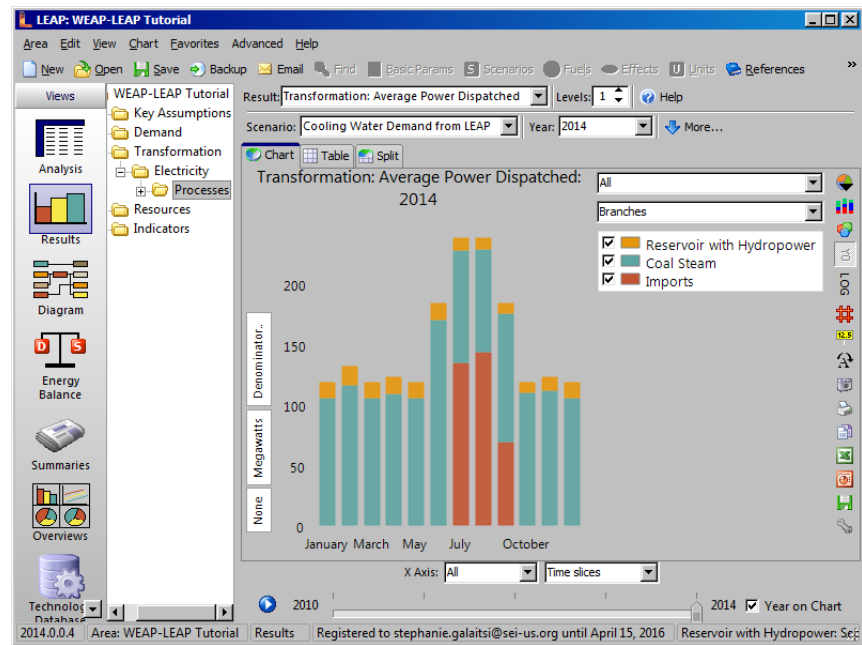 LEAP: WEAP-LEAP Tutorial
Area Edit View Chart Favorites Advanced Help
New Open Save Backup Email Find Basic Params S Scenarios Fuels Effects U Units References »
Views
Analysis
Results
Diagram
D S
Energy
Balance
Summaries
Overviews
Technolog
Database
WEAP-LEAP Tutorial
Key Assumptions
Demand
Transformation
Electricity
Processes
Resources
Indicators
Result: Transformation: Average Power Dispatched Levels: 1 Help
Scenario: Cooling Water Demand from LEAP Year: 2014 More...
Chart Table Split
Transformation: Average Power Dispatched:
2014
All
Branches
Reservoir with Hydropower
Coal Steam
Imports
YO
LOG
12.5
Denominator..
Megawatts
None
200
150
100
50
0
January March May July October
X Axis: All Time slices
2010 2014 Year on Chart
2014.0.0.4 Area: WEAP-LEAP Tutorial Results Registered to stephanie.galaitsi@sei-us.org until April 15, 2016 Reservoir with Hydropower: